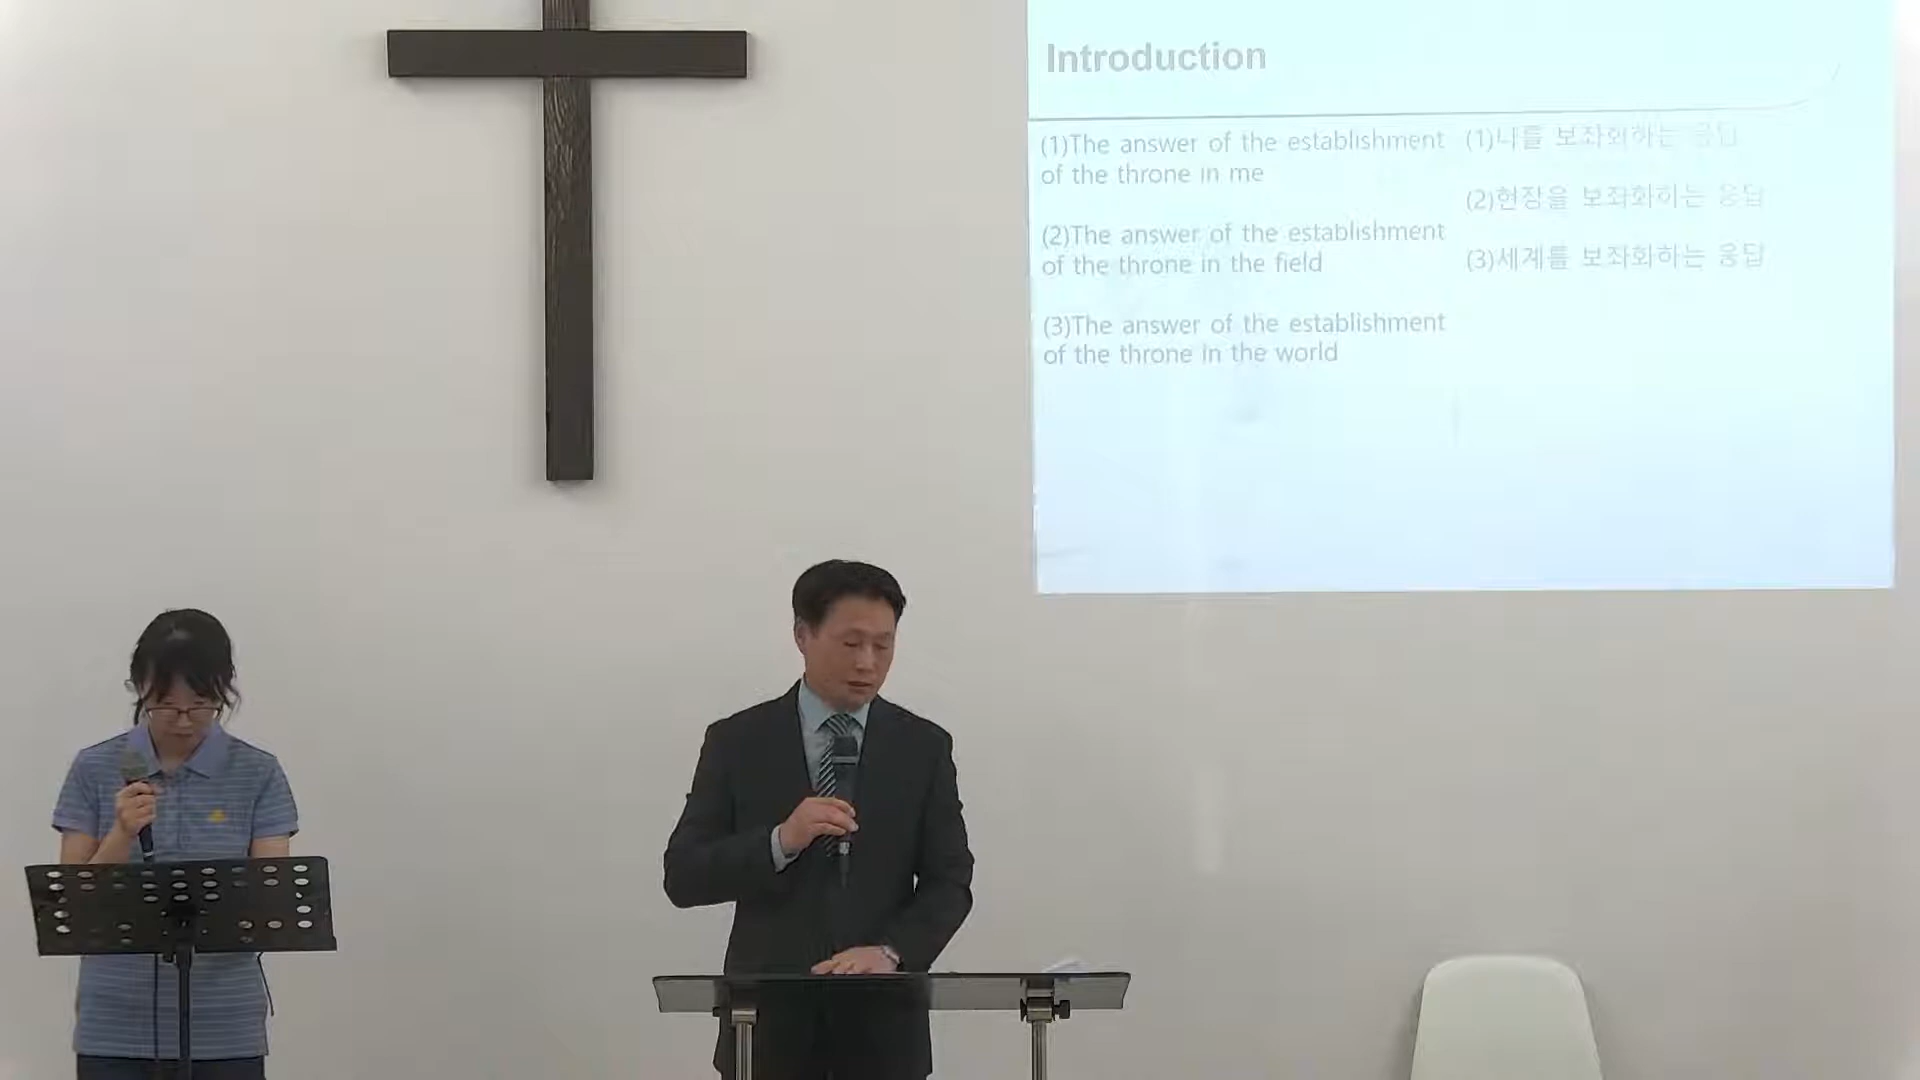 Introduction
(1)The answer of the establishment
of the throne in me
(2)The answer of the establishment
of the throne in the field
(3)The answer of the establishment
of the throne in the world
(1)나를 보좌화하는 응답
(2)현장을 보좌화하는 응답
(3)세계를 보좌화하는 응답